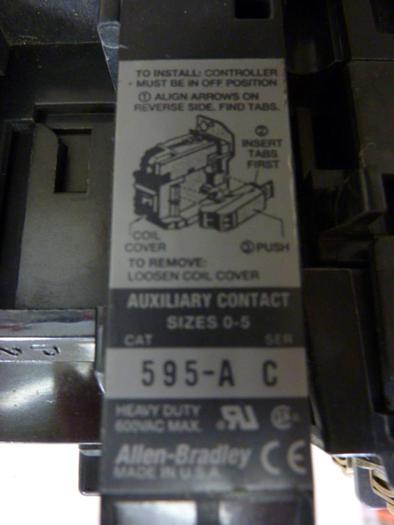 TO INSTALL: CONTROLLER
MUST BE IN OFF POSITION
① ALIGN ARROWS ON
REVERSE SIDE. FIND TABS.
②
INSERT
TABS
FIRST
COIL
COVER
③ PUSH
TO REMOVE:
LOOSEN COIL COVER
AUXILIARY CONTACT
SIZES 0-5
CAT SER
595-A C
HEAVY DUTY
600VAC MAX.
Allen-Bradley CE
MADE IN U.S.A.